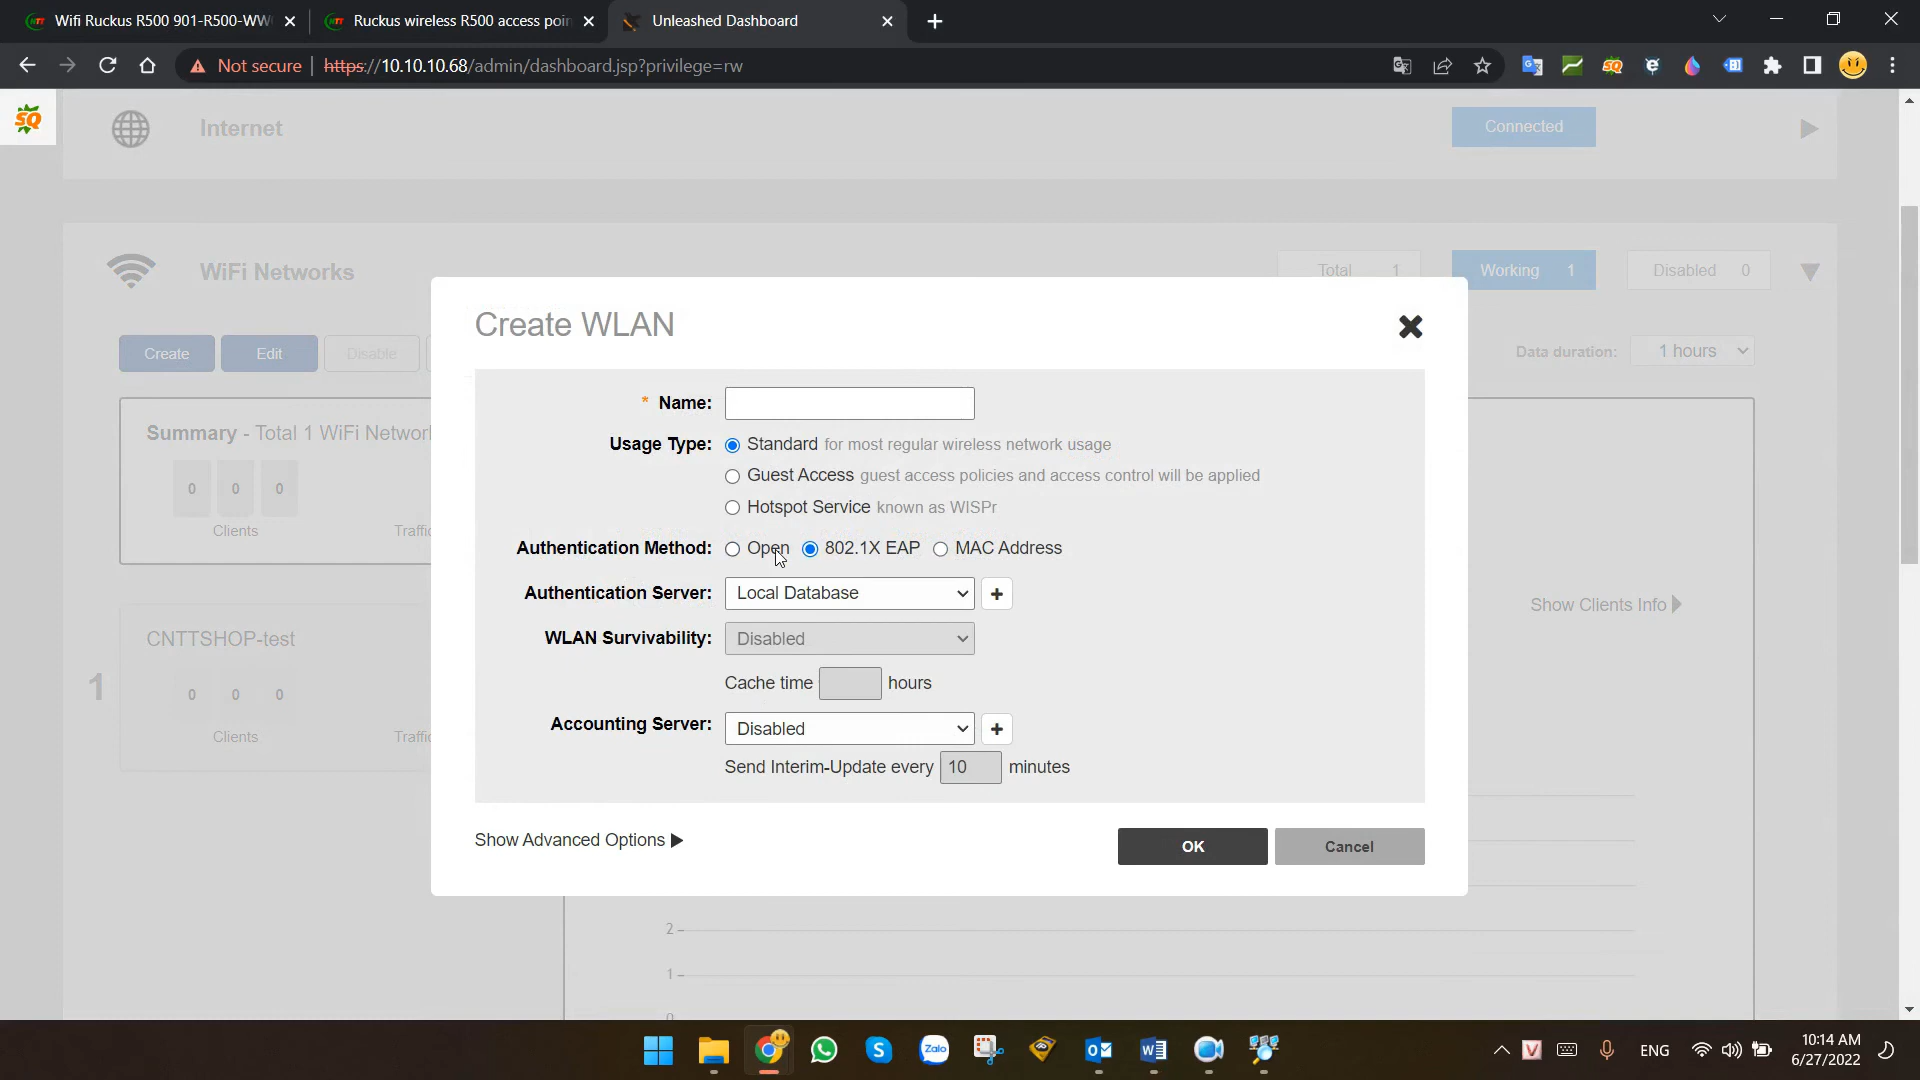 Wifi Ruckus R500 901-R500-WW
Ruckus wireless R500 access poin
Unleashed Dashboard
Not secure
https://10.10.10.68/admin/dashboard.jsp?privilege=rw
SQ
Internet
Connected
WiFi Networks
Total 1
Working 1
Disabled 0
Create WLAN
Create
Edit
Disable
Data duration:
1 hours
* Name:
Summary - Total 1 WiFi Network
Usage Type:
Standard for most regular wireless network usage
Guest Access guest access policies and access control will be applied
Hotspot Service known as WISPr
0 0 0
Clients
Traffic
Authentication Method:
Open 802.1X EAP MAC Address
Authentication Server:
Local Database
Show Clients Info
WLAN Survivability:
Disabled
CNTTSHOP-test
1
0 0 0
Clients
Traffic
Cache time hours
Accounting Server:
Disabled
Send Interim-Update every 10 minutes
Show Advanced Options
OK
Cancel
2
1
0
Zalo
V
ENG
10:14 AM
6/27/2022